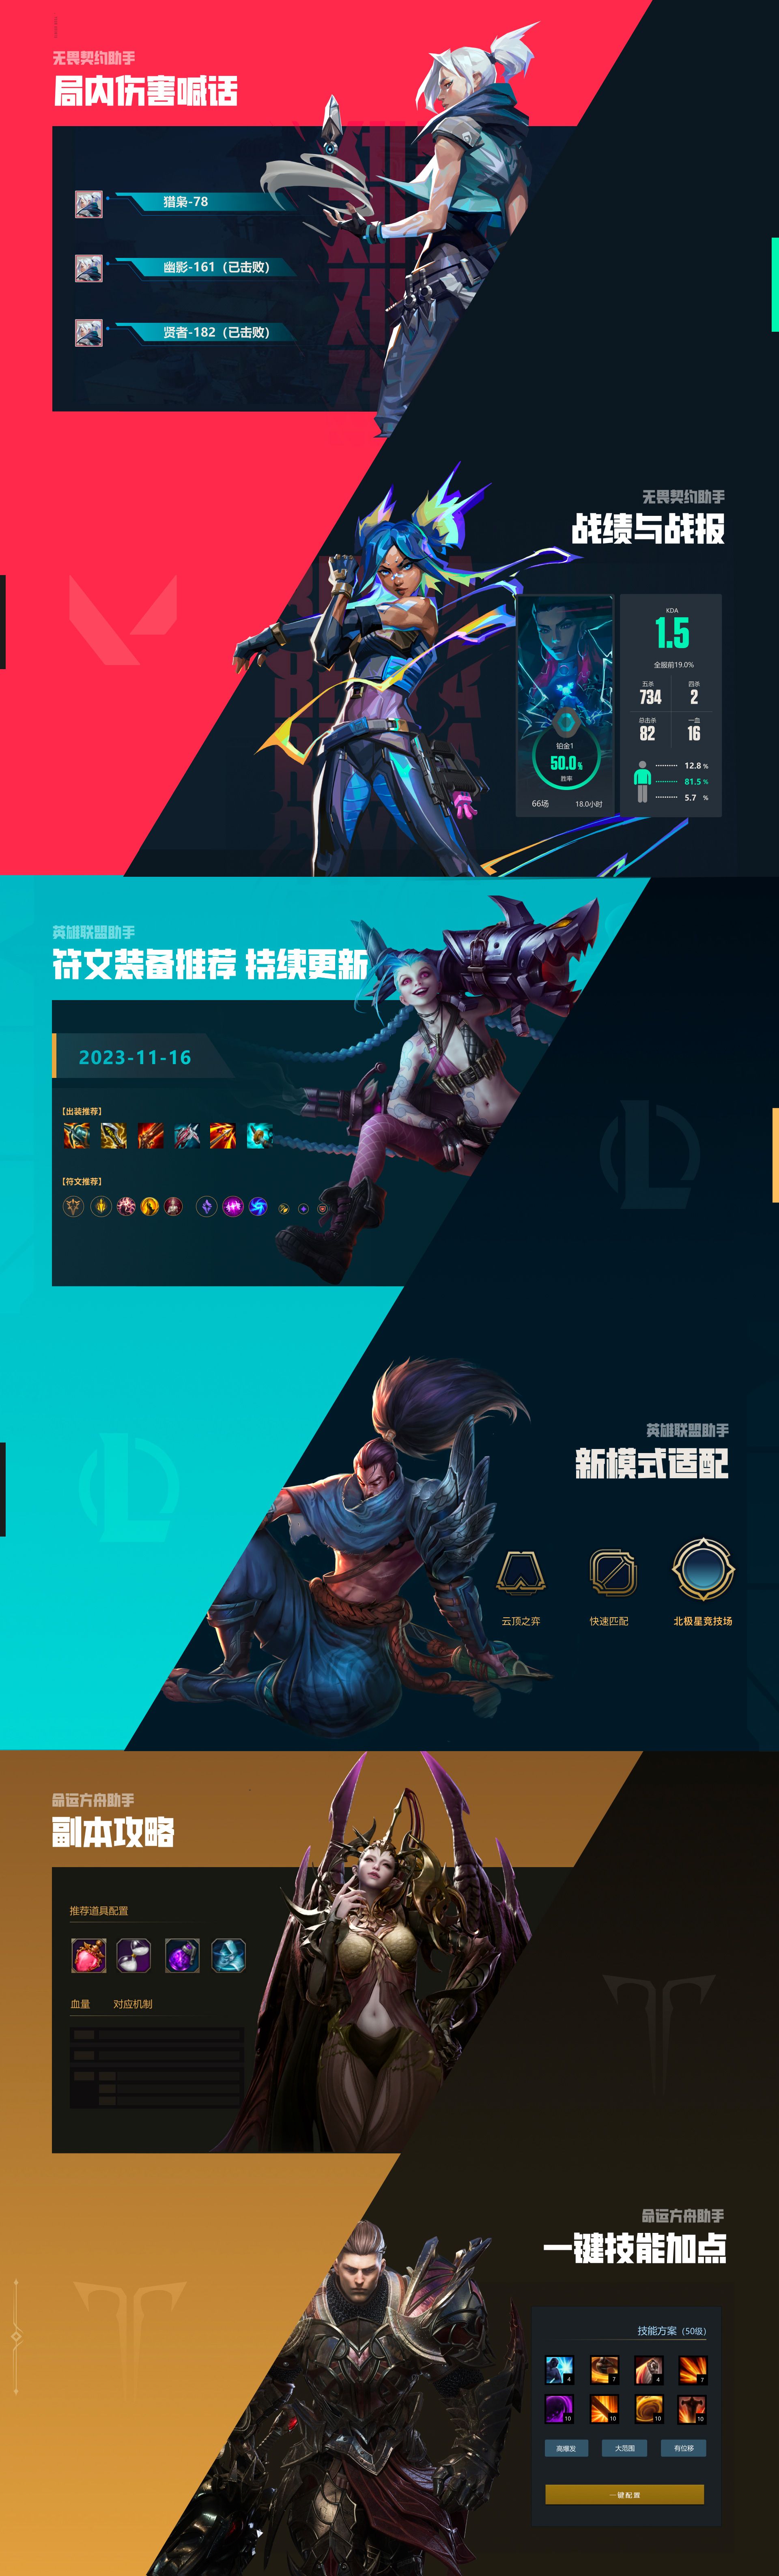 无畏契约助手
局内伤害喊话
猎枭-78
幽影-161（已击败）
贤者-182（已击败）
无畏契约助手
战绩与战报
KDA
1.5
全服前19.0%
五杀
四杀
734
2
总击杀
一血
82
16
12.8 %
81.5 %
5.7 %
铂金1
50.0%
胜率
66场
18.0小时
英雄联盟助手
符文装备推荐 持续更新
2023-11-16
【出装推荐】
【符文推荐】
英雄联盟助手
新模式适配
云顶之弈
快速匹配
北极星竞技场
命运方舟助手
副本攻略
推荐道具配置
血量
对应机制
命运方舟助手
一键技能加点
技能方案（50级）
4
7
4
7
10
10
10
10
高爆发
大范围
有位移
一键配置